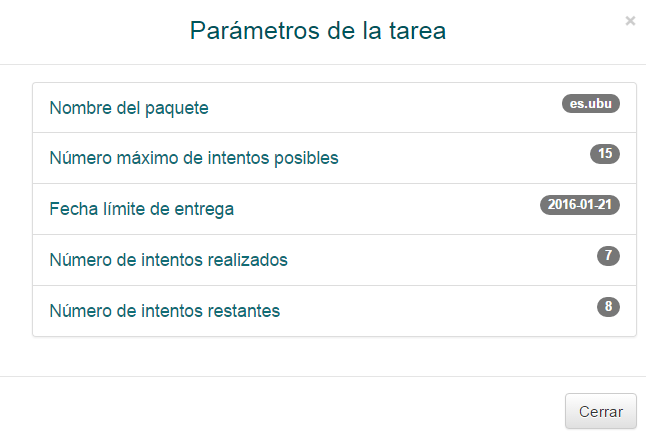 Parámetros de la tarea
×
Nombre del paquete es.ubu
Número máximo de intentos posibles 15
Fecha límite de entrega 2016-01-21
Número de intentos realizados 7
Número de intentos restantes 8
Cerrar